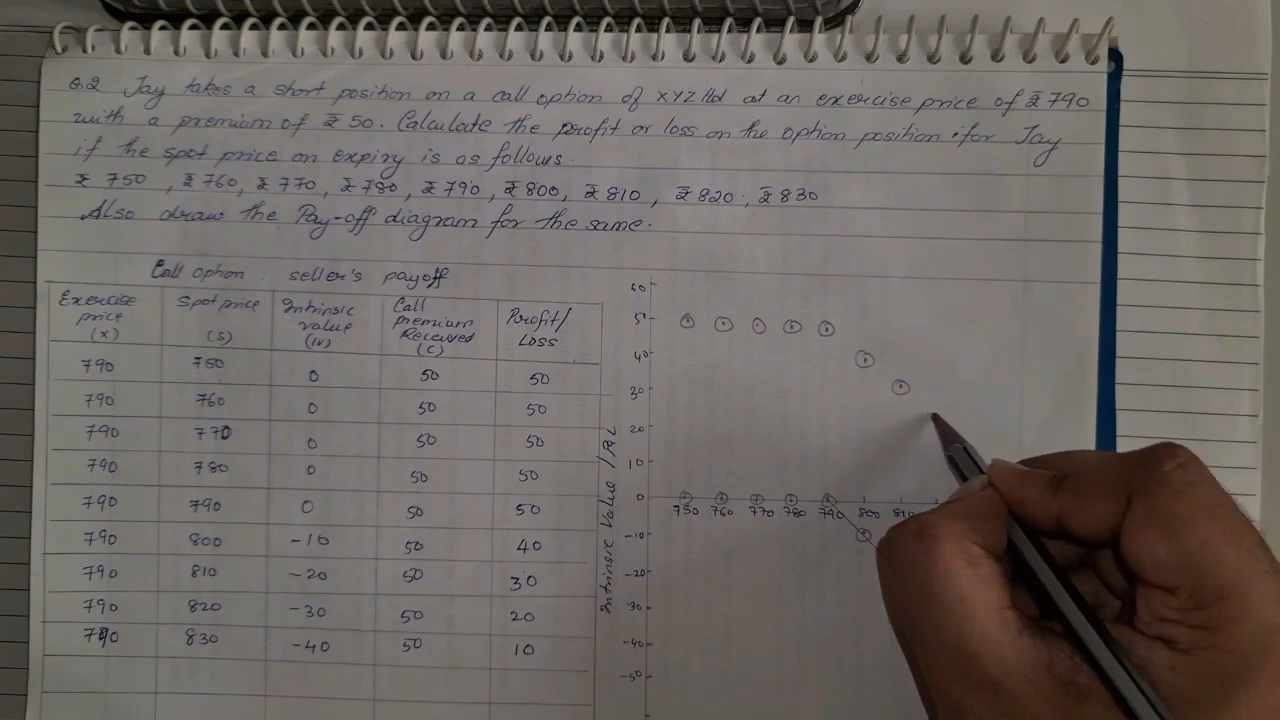 Q.2 Jay takes a short position on a call option of XYZ ltd at an exercise price of ₹790
with a premium of ₹50. Calculate the profit or loss on the option position for Jay
if the spot price on expiry is as follows.
₹750, ₹760, ₹770, ₹780, ₹790, ₹800, ₹810, ₹820, ₹830
Also draw the Pay-off diagram for the same.
Call option : seller's payoff
Exercise price (X) Spot price (S) Intrinsic value (IV) Call premium Received (C) Profit/Loss
790 750 0 50 50
790 760 0 50 50
790 770 0 50 50
790 780 0 50 50
790 790 0 50 50
790 800 -10 50 40
790 810 -20 50 30
790 820 -30 50 20
790 830 -40 50 10
Intrinsic Value / P&L
60
50
40
30
20
10
0
750 760 770 780 790 800 810
-10
-20
-30
-40
-50